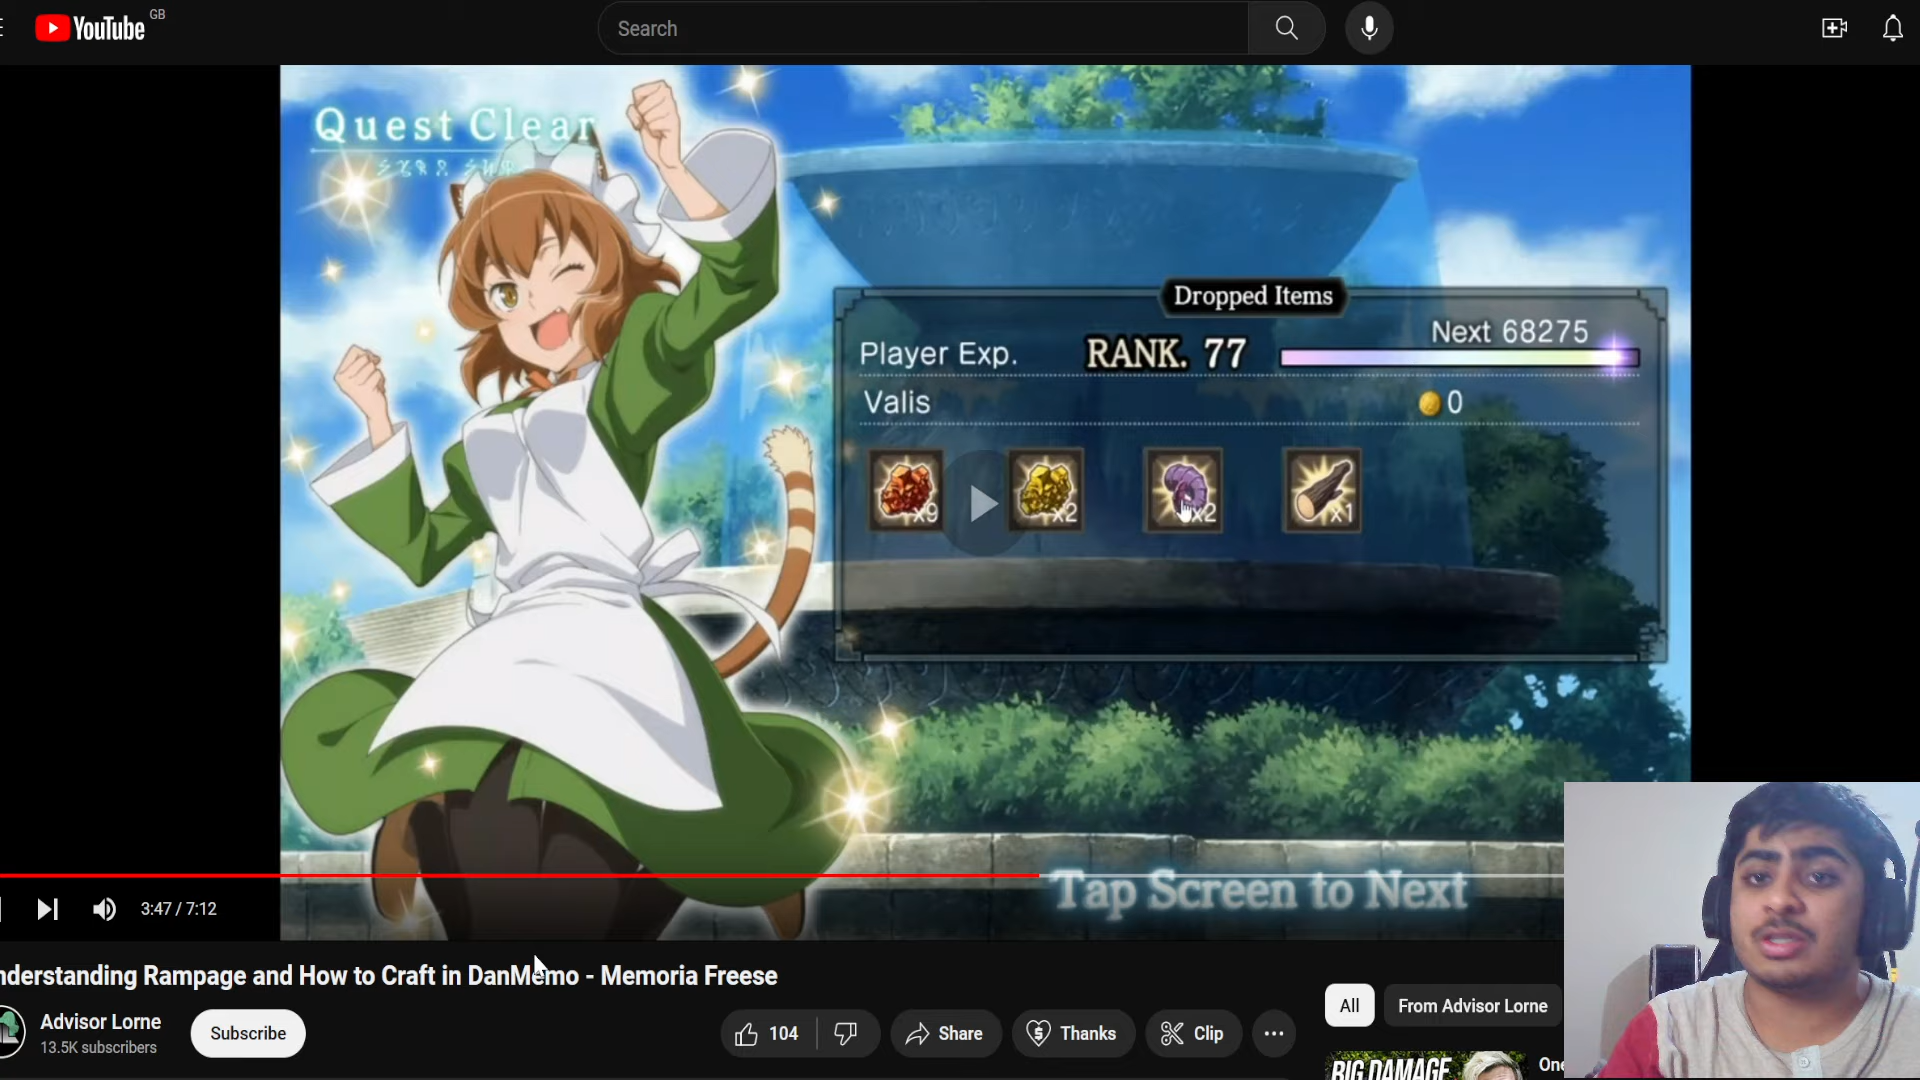 YouTube GB
Search
Quest Clear
Dropped Items
Next 68275
Player Exp. RANK. 77
Valis 0
x9 x2 x2 x1
Tap Screen to Next
3:47 / 7:12
nderstanding Rampage and How to Craft in DanMemo - Memoria Freese
Advisor Lorne
13.5K subscribers
Subscribe
104
Share
Thanks
Clip
All
From Advisor Lorne
BIG DAMAGE
One